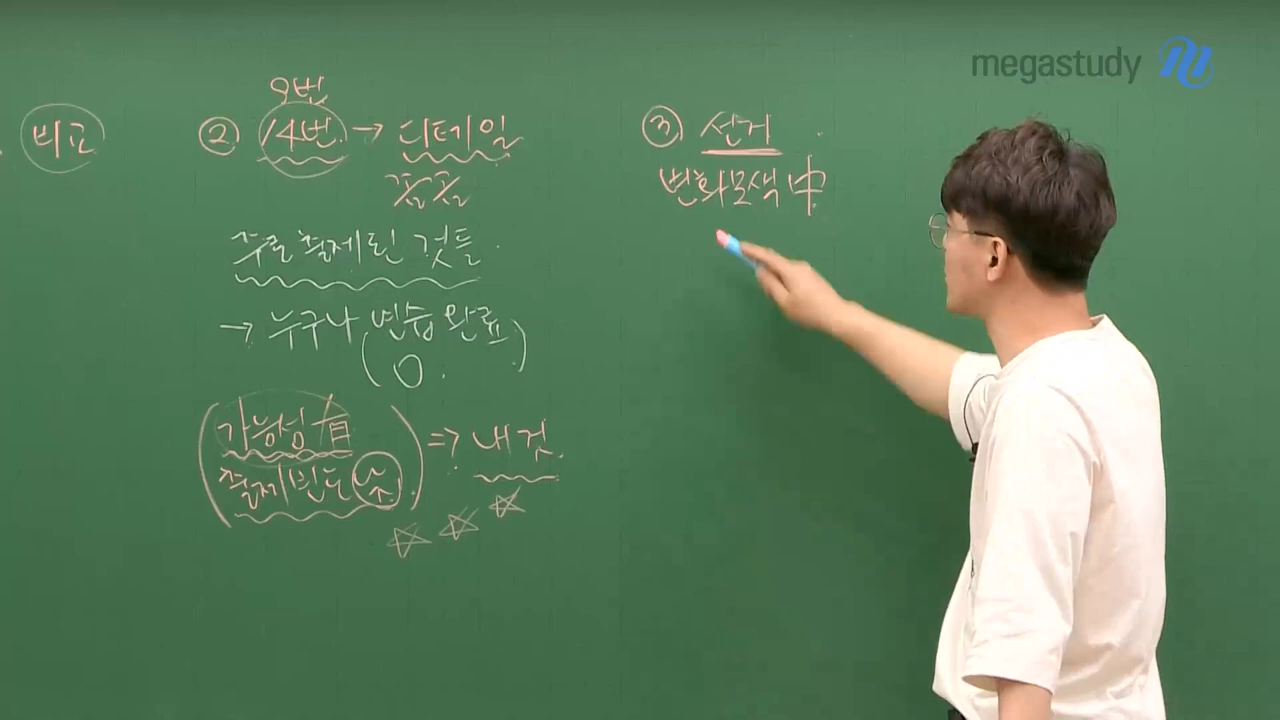 megastudy
비교
9번
② 14번 → 디테일
주로 출제된 것들
→ 누구나 연습 완료
(가능성 有
출제빈도 ) ⇒ 내 것
③ 선거
변화모색 中